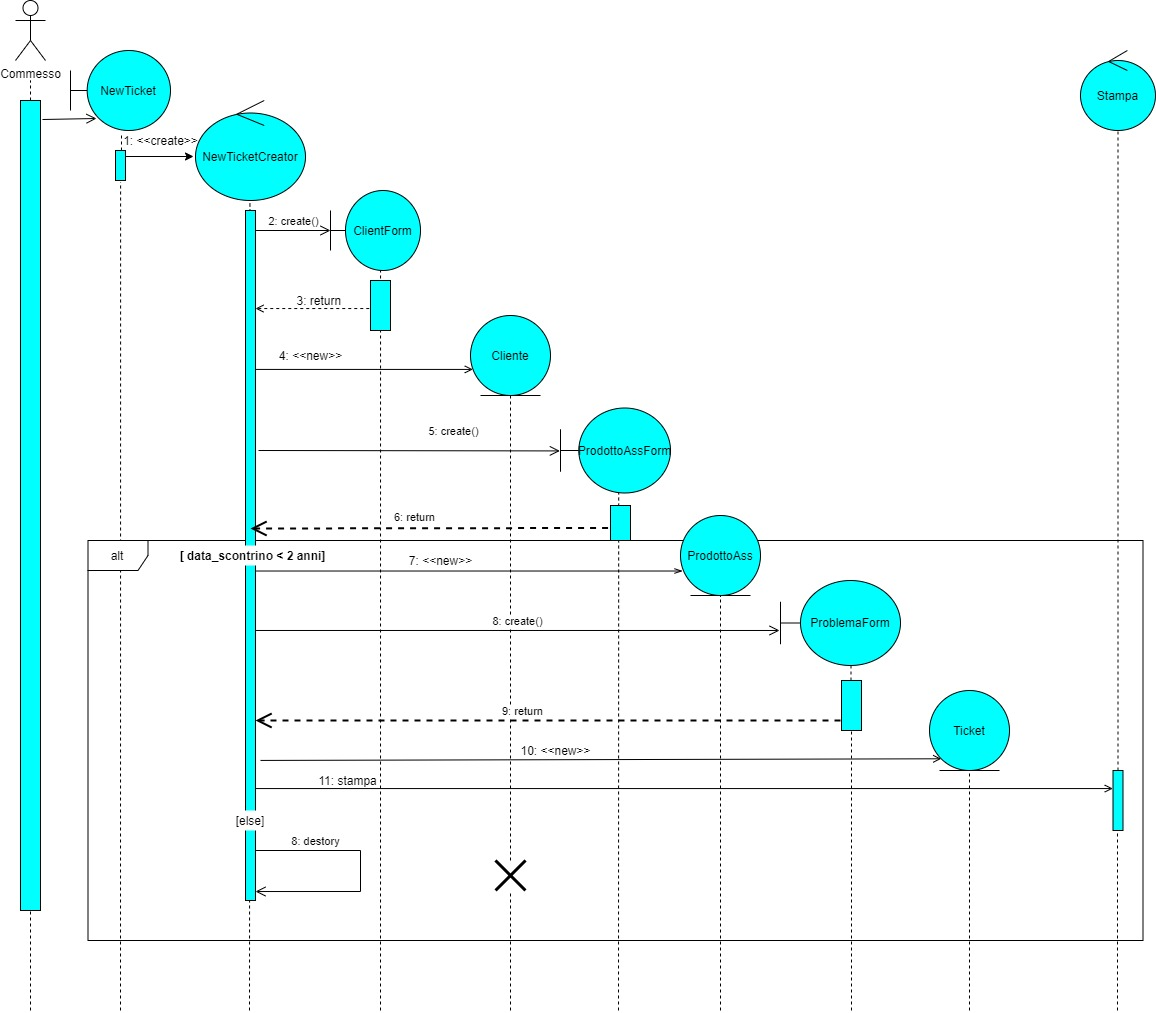 Commesso
NewTicket
Stampa
1: <<create>>
NewTicketCreator
2: create()
ClientForm
3: return
4: <<new>>
Cliente
5: create()
ProdottoAssForm
6: return
alt
[ data_scontrino < 2 anni]
7: <<new>>
ProdottoAss
8: create()
ProblemaForm
9: return
Ticket
10: <<new>>
11: stampa
[else]
8: destory